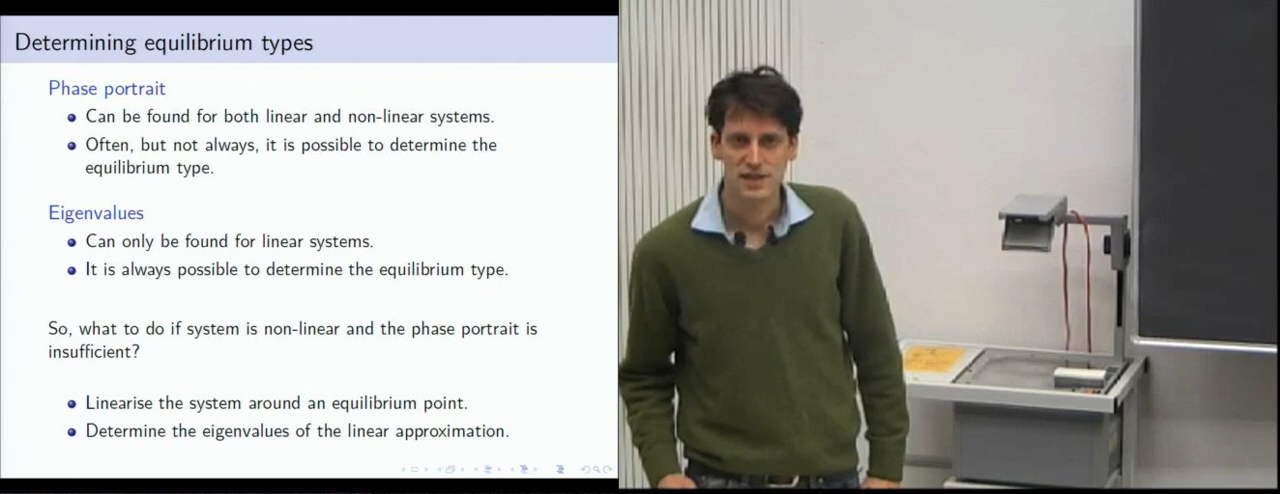 Determining equilibrium types
Phase portrait
Can be found for both linear and non-linear systems.
Often, but not always, it is possible to determine the
equilibrium type.
Eigenvalues
Can only be found for linear systems.
It is always possible to determine the equilibrium type.
So, what to do if system is non-linear and the phase portrait is
insufficient?
Linearise the system around an equilibrium point.
Determine the eigenvalues of the linear approximation.